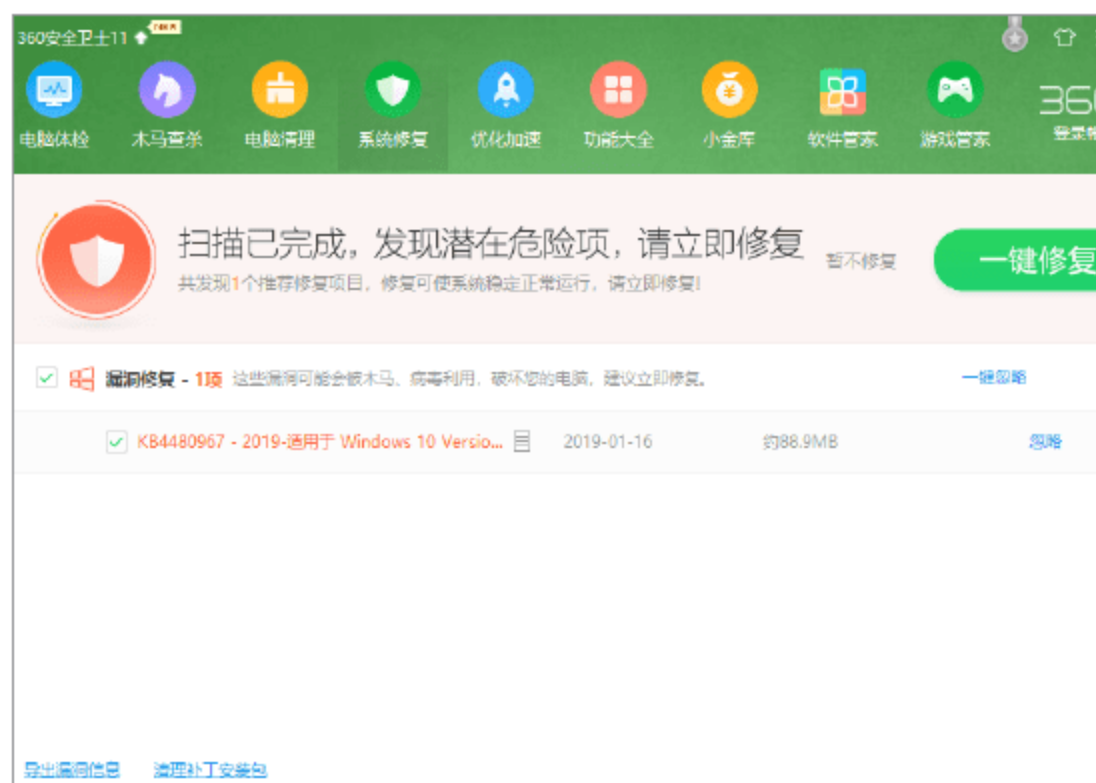 360安全卫士11
电脑体检 木马查杀 电脑清理 系统修复 优化加速 功能大全 小金库 软件管家 游戏管家
扫描已完成，发现潜在危险项，请立即修复
暂不修复
一键修复
共发现1个推荐修复项目，修复可使系统稳定正常运行，请立即修复!
漏洞修复 - 1项 这些漏洞可能会被木马、病毒利用，破坏您的电脑，建议立即修复。 一键忽略
KB4480967 - 2019-适用于 Windows 10 Versio... 2019-01-16 约88.9MB 忽略
导出漏洞信息 清理补丁安装包